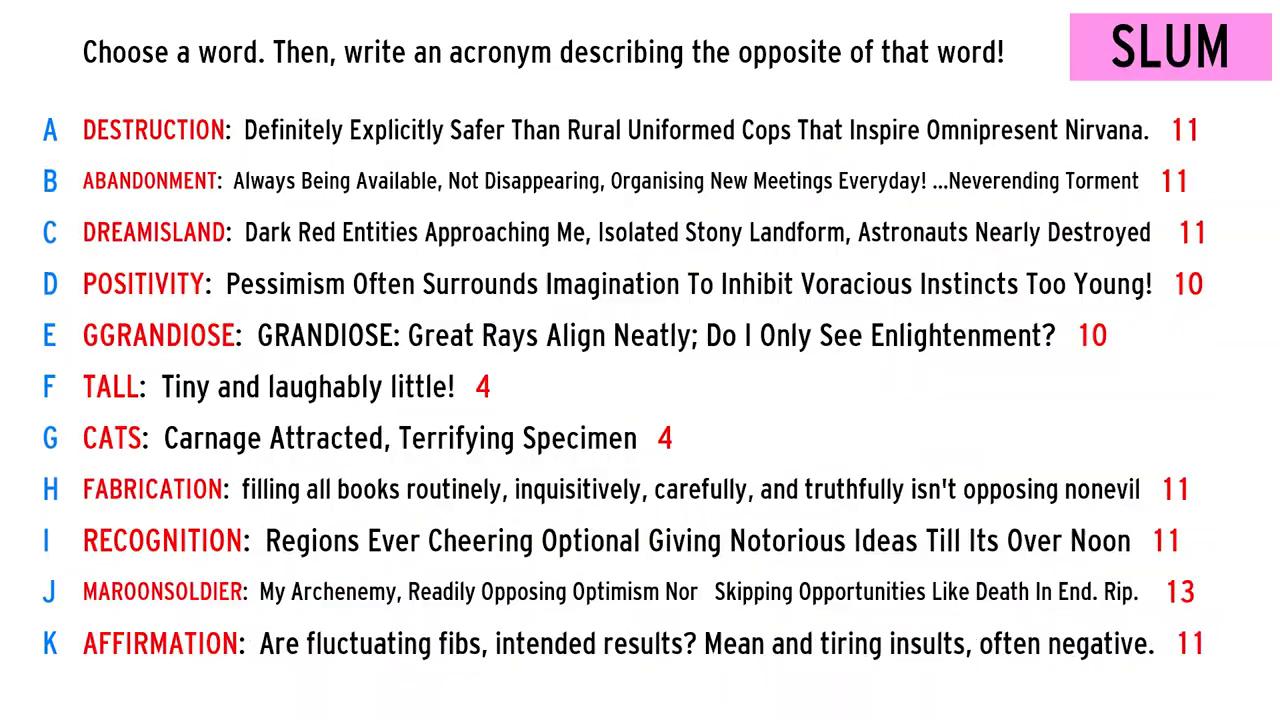 Choose a word. Then, write an acronym describing the opposite of that word!
SLUM
A DESTRUCTION: Definitely Explicitly Safer Than Rural Uniformed Cops That Inspire Omnipresent Nirvana. 11
B ABANDONMENT: Always Being Available, Not Disappearing, Organising New Meetings Everyday! ...Neverending Torment 11
C DREAMISLAND: Dark Red Entities Approaching Me, Isolated Stony Landform, Astronauts Nearly Destroyed 11
D POSITIVITY: Pessimism Often Surrounds Imagination To Inhibit Voracious Instincts Too Young! 10
E GGRANDIOSE: GRANDIOSE: Great Rays Align Neatly; Do I Only See Enlightenment? 10
F TALL: Tiny and laughably little! 4
G CATS: Carnage Attracted, Terrifying Specimen 4
H FABRICATION: filling all books routinely, inquisitively, carefully, and truthfully isn't opposing nonevil 11
I RECOGNITION: Regions Ever Cheering Optional Giving Notorious Ideas Till Its Over Noon 11
J MAROONSOLDIER: My Archenemy, Readily Opposing Optimism Nor Skipping Opportunities Like Death In End. Rip. 13
K AFFIRMATION: Are fluctuating fibs, intended results? Mean and tiring insults, often negative. 11